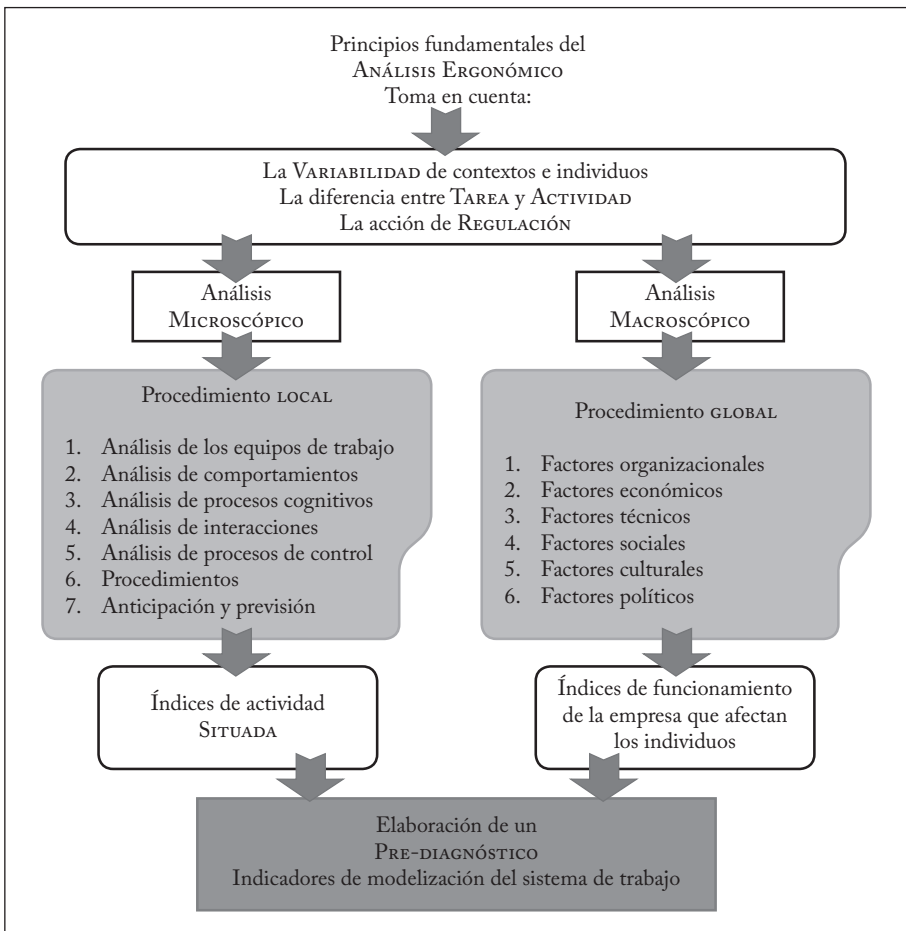 Principios fundamentales del
ANÁLISIS ERGONÓMICO
Toma en cuenta:
La VARIABILIDAD de contextos e individuos
La diferencia entre TAREA y ACTIVIDAD
La acción de REGULACIÓN
Análisis
MICROSCÓPICO
Análisis
MACROSCÓPICO
Procedimiento LOCAL
1. Análisis de los equipos de trabajo
2. Análisis de comportamientos
3. Análisis de procesos cognitivos
4. Análisis de interacciones
5. Análisis de procesos de control
6. Procedimientos
7. Anticipación y previsión
Procedimiento GLOBAL
1. Factores organizacionales
2. Factores económicos
3. Factores técnicos
4. Factores sociales
5. Factores culturales
6. Factores políticos
Índices de actividad
SITUADA
Índices de funcionamiento
de la empresa que afectan
los individuos
Elaboración de un
PRE-DIAGNÓSTICO
Indicadores de modelización del sistema de trabajo